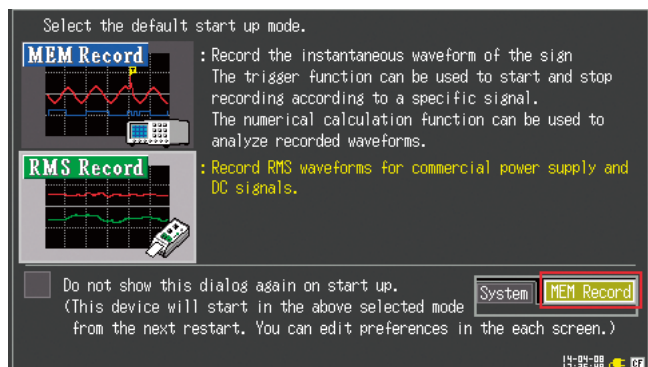 Select the default start up mode.
MEM Record
: Record the instantaneous waveform of the sign
The trigger function can be used to start and stop
recording according to a specific signal.
The numerical calculation function can be used to
analyze recorded waveforms.
RMS Record
: Record RMS waveforms for commercial power supply and
DC signals.
Do not show this dialog again on start up.
(This device will start in the above selected mode
from the next restart. You can edit preferences in the each screen.)
System
MEM Record
14-04-08
CF